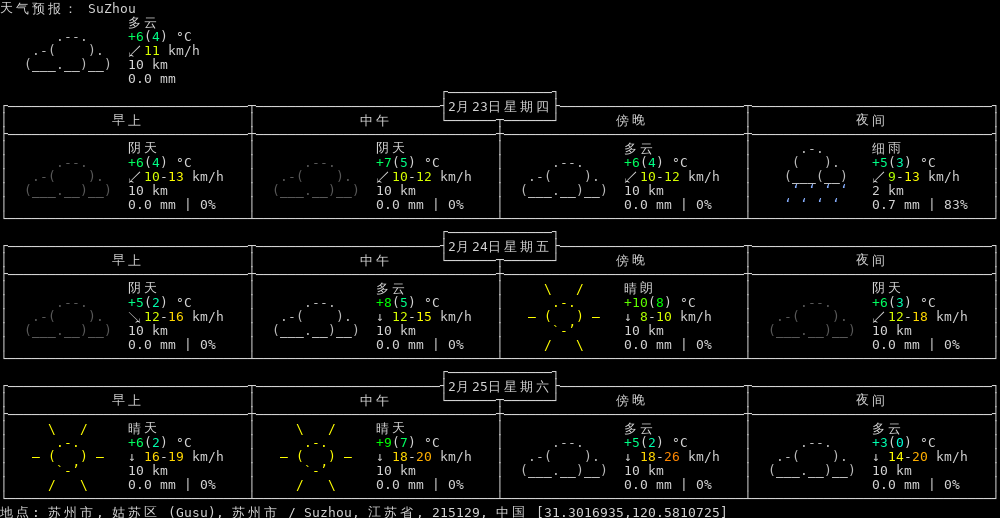 天气预报: SuZhou
多云
+6(4) °C
↙ 11 km/h
10 km
0.0 mm
2月23日星期四
早上 中午 傍晚 夜间
阴天 阴天 多云 细雨
+6(4) °C +7(5) °C +6(4) °C +5(3) °C
↙ 10-13 km/h ↙ 10-12 km/h ↙ 10-12 km/h ↙ 9-13 km/h
10 km 10 km 10 km 2 km
0.0 mm | 0% 0.0 mm | 0% 0.0 mm | 0% 0.7 mm | 83%
2月24日星期五
早上 中午 傍晚 夜间
阴天 多云 晴朗 阴天
+5(2) °C +8(5) °C +10(8) °C +6(3) °C
↘ 12-16 km/h ↓ 12-15 km/h ↓ 8-10 km/h ↙ 12-18 km/h
10 km 10 km 10 km 10 km
0.0 mm | 0% 0.0 mm | 0% 0.0 mm | 0% 0.0 mm | 0%
2月25日星期六
早上 中午 傍晚 夜间
晴天 晴天 多云 多云
+6(2) °C +9(7) °C +5(2) °C +3(0) °C
↓ 16-19 km/h ↓ 18-20 km/h ↓ 18-26 km/h ↓ 14-20 km/h
10 km 10 km 10 km 10 km
0.0 mm | 0% 0.0 mm | 0% 0.0 mm | 0% 0.0 mm | 0%
地点: 苏州市, 姑苏区 (Gusu), 苏州市 / Suzhou, 江苏省, 215129, 中国 [31.3016935,120.5810725]